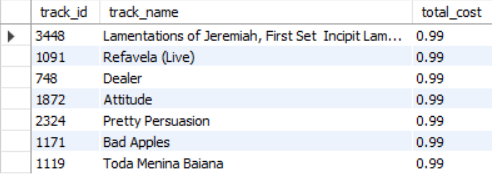 track_id track_name total_cost
3448 Lamentations of Jeremiah, First Set Incipit Lam... 0.99
1091 Refavela (Live) 0.99
748 Dealer 0.99
1872 Attitude 0.99
2324 Pretty Persuasion 0.99
1171 Bad Apples 0.99
1119 Toda Menina Baiana 0.99